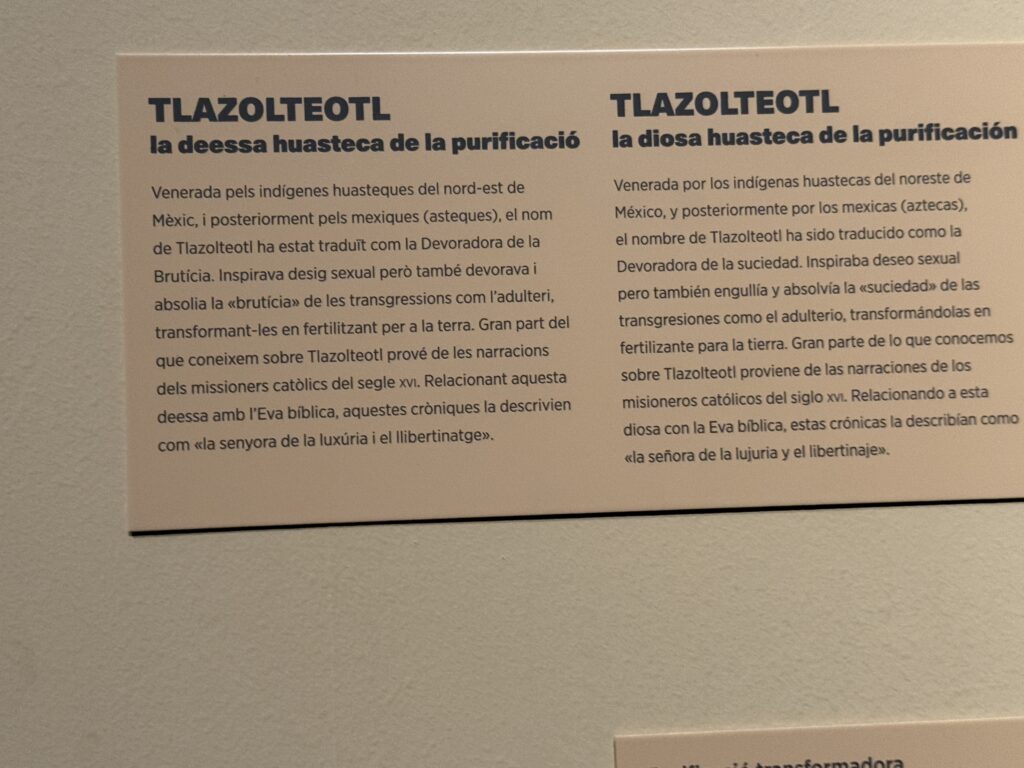 TLAZOLTEOTL
la deessa huasteca de la purificació
Venerada pels indígenes huasteques del nord-est de
Mèxic, i posteriorment pels mexiques (asteques), el nom
de Tlazolteotl ha estat traduït com la Devoradora de la
Brutícia. Inspirava desig sexual però també devorava i
absolia la «brutícia» de les transgressions com l'adulteri,
transformant-les en fertilitzant per a la terra. Gran part del
que coneixem sobre Tlazolteotl prové de les narracions
dels missioners catòlics del segle XVI. Relacionant aquesta
deessa amb l'Eva bíblica, aquestes cròniques la descrivien
com «la senyora de la luxúria i el llibertinatge».
TLAZOLTEOTL
la diosa huasteca de la purificación
Venerada por los indígenas huastecas del noreste de
México, y posteriormente por los mexicas (aztecas),
el nombre de Tlazolteotl ha sido traducido como la
Devoradora de la suciedad. Inspiraba deseo sexual
pero también engullía y absolvía la «suciedad» de las
transgresiones como el adulterio, transformándolas en
fertilizante para la tierra. Gran parte de lo que conocemos
sobre Tlazolteotl proviene de las narraciones de los
misioneros católicos del siglo XVI. Relacionando a esta
diosa con la Eva bíblica, estas crónicas la describían como
«la señora de la lujuria y el libertinaje».
transformadora